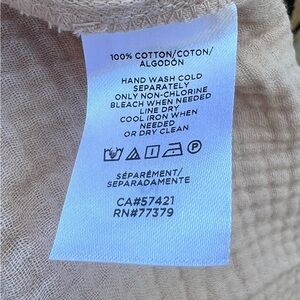 100% COTTON/COTON/
ALGODÓN
HAND WASH COLD
SEPARATELY
ONLY NON-CHLORINE
BLEACH WHEN NEEDED
LINE DRY
COOL IRON WHEN
NEEDED
OR DRY CLEAN
P
SÉPARÉMENT/
SEPARADAMENTE
CA#57421
RN#77379